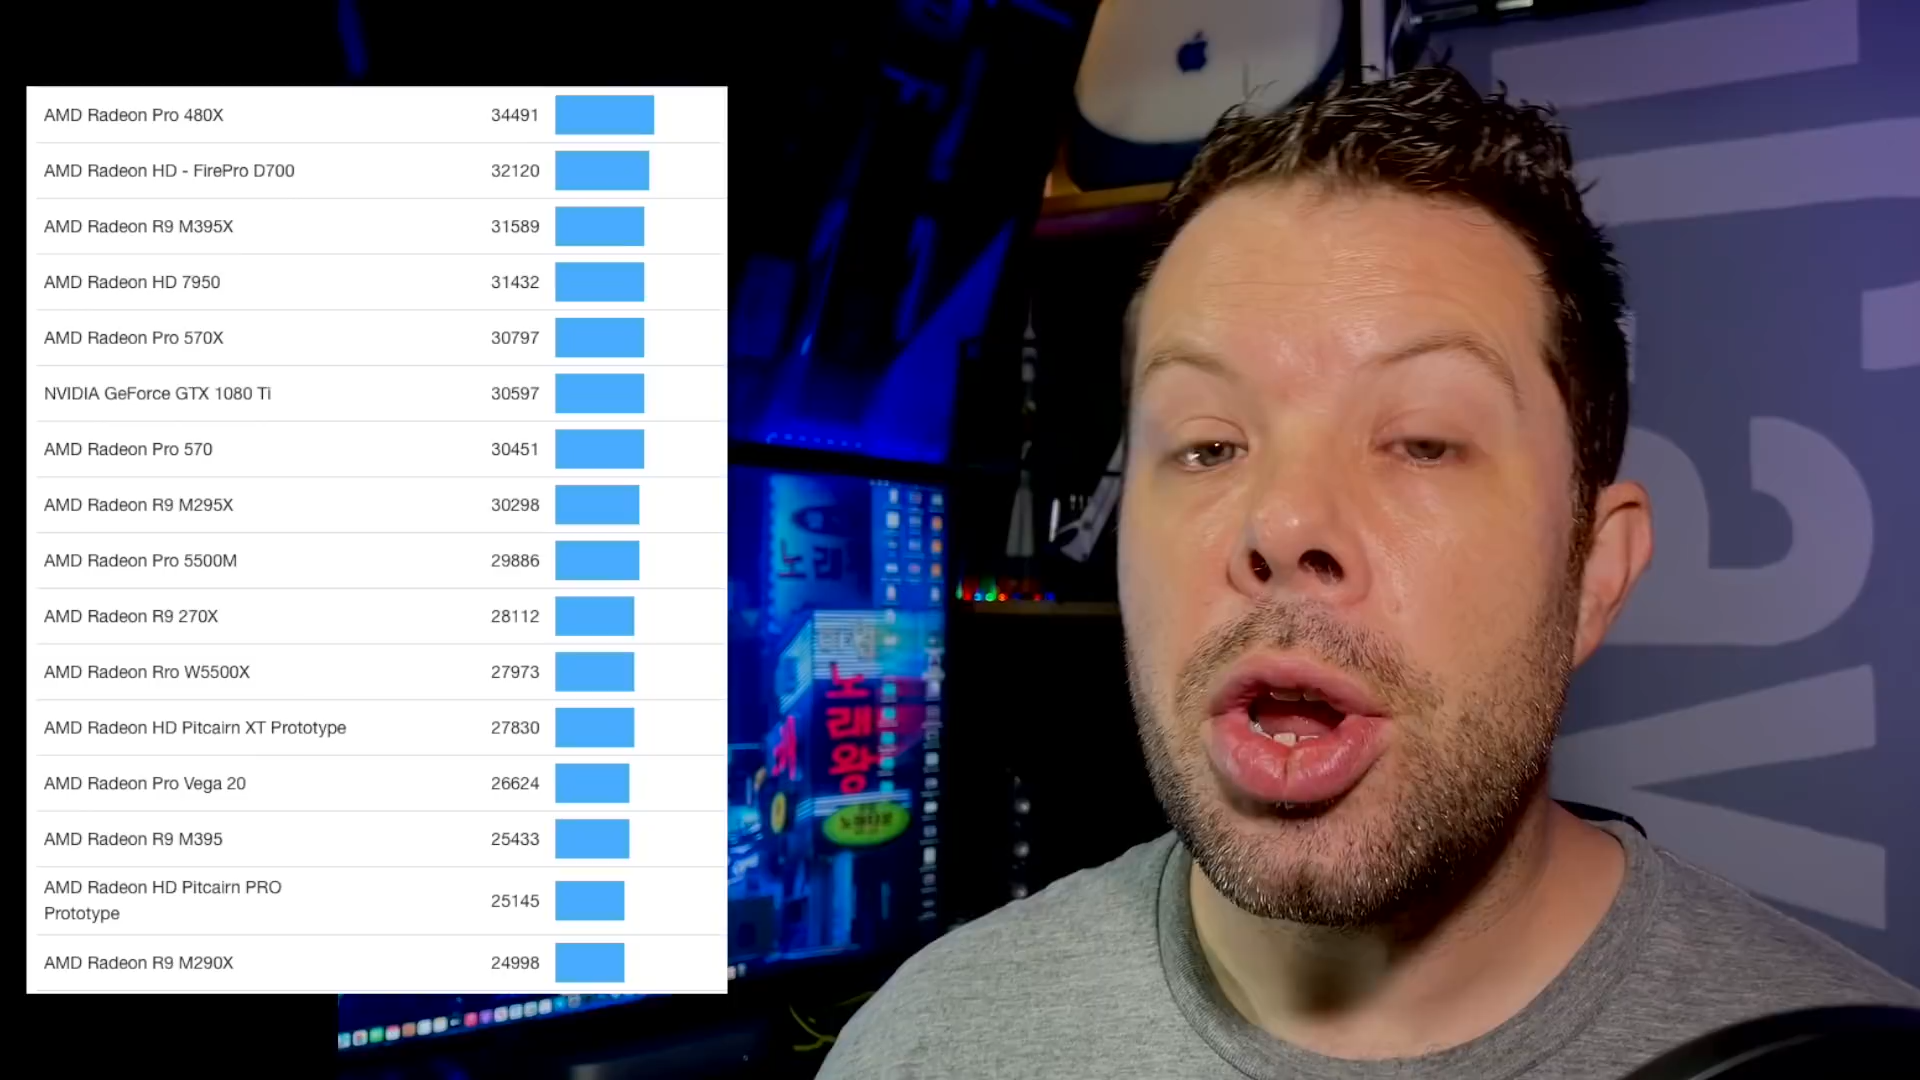 AMD Radeon Pro 480X 34491
AMD Radeon HD - FirePro D700 32120
AMD Radeon R9 M395X 31589
AMD Radeon HD 7950 31432
AMD Radeon Pro 570X 30797
NVIDIA GeForce GTX 1080 Ti 30597
AMD Radeon Pro 570 30451
AMD Radeon R9 M295X 30298
AMD Radeon Pro 5500M 29886
AMD Radeon R9 270X 28112
AMD Radeon Rro W5500X 27973
AMD Radeon HD Pitcairn XT Prototype 27830
AMD Radeon Pro Vega 20 26624
AMD Radeon R9 M395 25433
AMD Radeon HD Pitcairn PRO
Prototype 25145
AMD Radeon R9 M290X 24998
노래왕